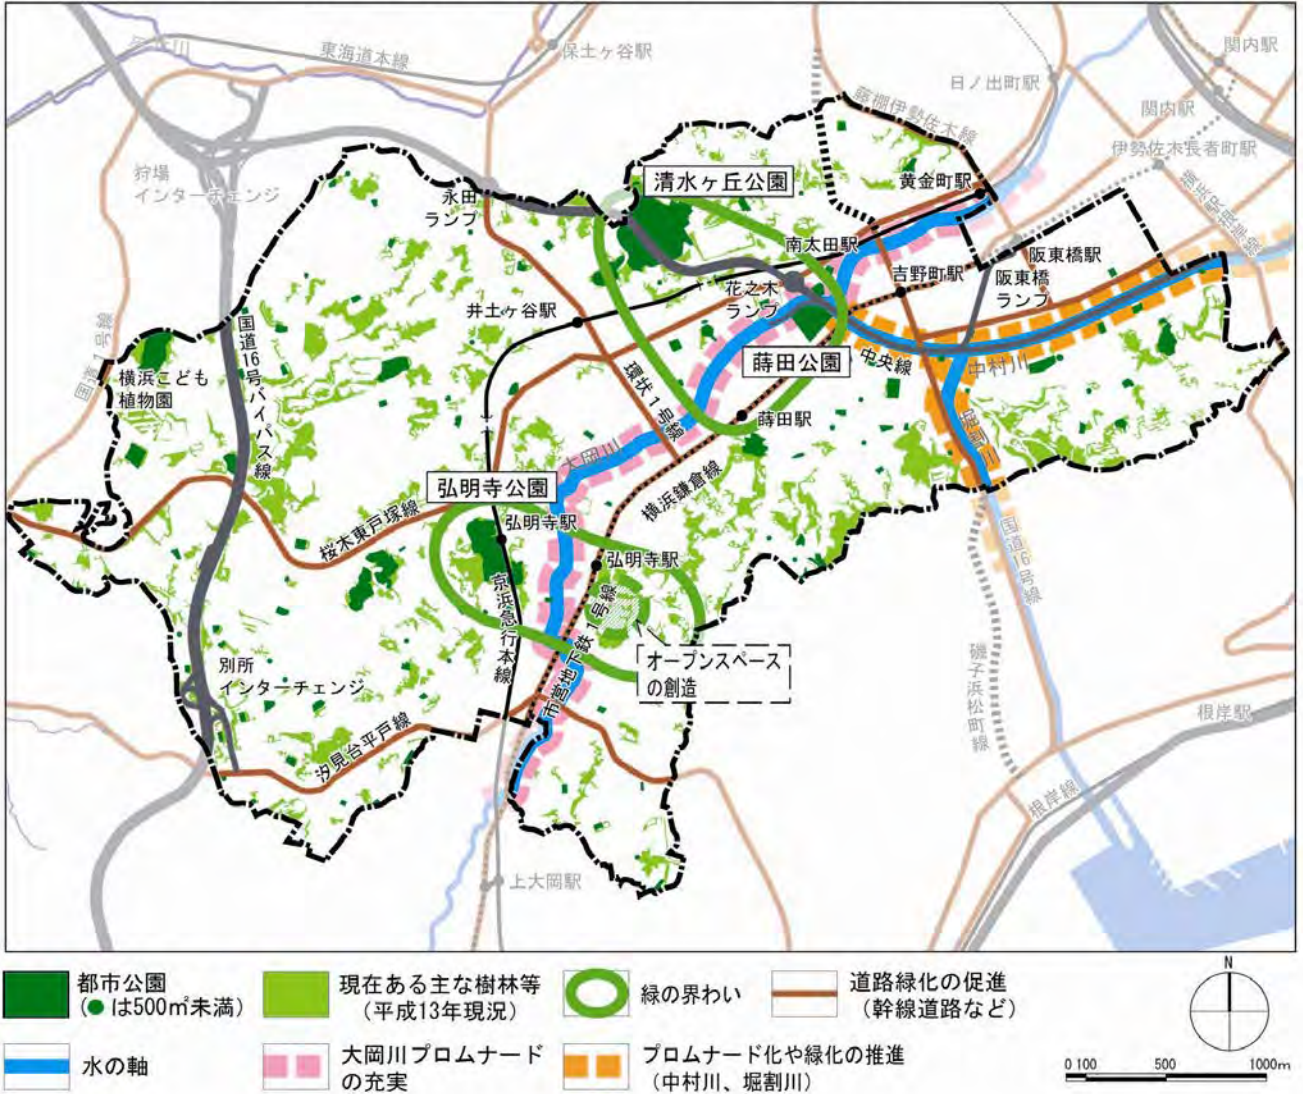 東海道本線
保土ヶ谷駅
関内駅
日ノ出町駅
関内駅
藤棚伊勢佐木線
伊勢佐木長者町駅
狩場
インターチェンジ
清水ヶ丘公園
黄金町駅
横浜駅根岸線
永田
ランプ
南太田駅
阪東橋駅
吉野町駅
阪東橋
ランプ
花之木
ランプ
井土ヶ谷駅
国道1号線
国道16号バイパス線
横浜こども
植物園
環状1号線
蒔田公園
中央線
中村川
蒔田駅
堀割川
大岡川
弘明寺公園
横浜鎌倉線
桜木東戸塚線
弘明寺駅
弘明寺駅
国道16号線
京浜急行本線
市営地下鉄1号線
オープンスペース
の創造
磯子浜松町線
別所
インターチェンジ
根岸駅
汐見台平戸線
根岸線
上大岡駅
都市公園
(●は500㎡未満)
現在ある主な樹林等
(平成13年現況)
緑の界わい
道路緑化の促進
(幹線道路など)
水の軸
大岡川プロムナード
の充実
プロムナード化や緑化の推進
(中村川、堀割川)
N
0 100 500 1000m